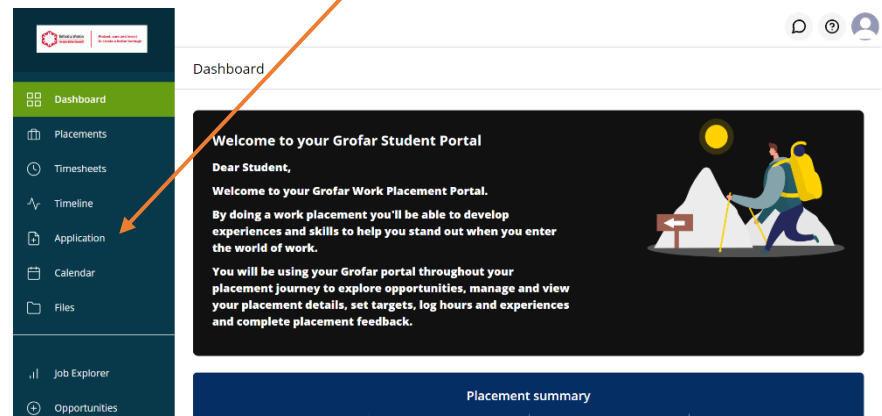 Dashboard
Dashboard
Placements
Timesheets
Timeline
Application
Calendar
Files
Job Explorer
Opportunities
Welcome to your Grofar Student Portal
Dear Student,
Welcome to your Grofar Work Placement Portal.
By doing a work placement you'll be able to develop
experiences and skills to help you stand out when you enter
the world of work.
You will be using your Grofar portal throughout your
placement journey to explore opportunities, manage and view
your placement details, set targets, log hours and experiences
and complete placement feedback.
Placement summary